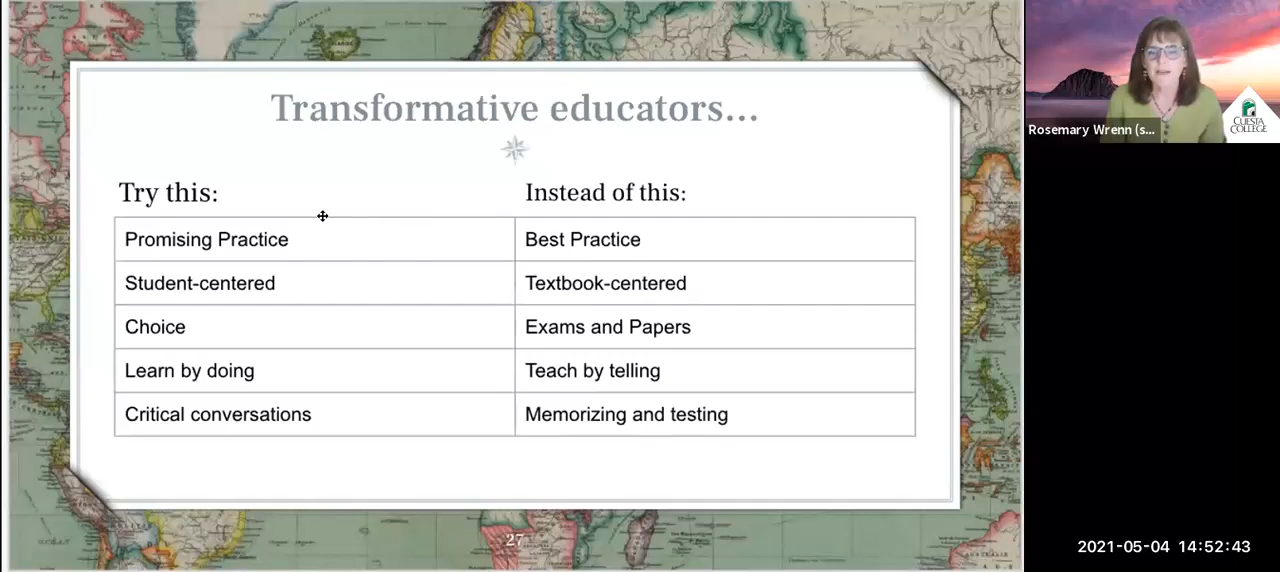 Transformative educators...
Try this:
Instead of this:
Promising Practice
Best Practice
Student-centered
Textbook-centered
Choice
Exams and Papers
Learn by doing
Teach by telling
Critical conversations
Memorizing and testing
27
Rosemary Wrenn (s...
CUESTA
COLLEGE
2021-05-04 14:52:43